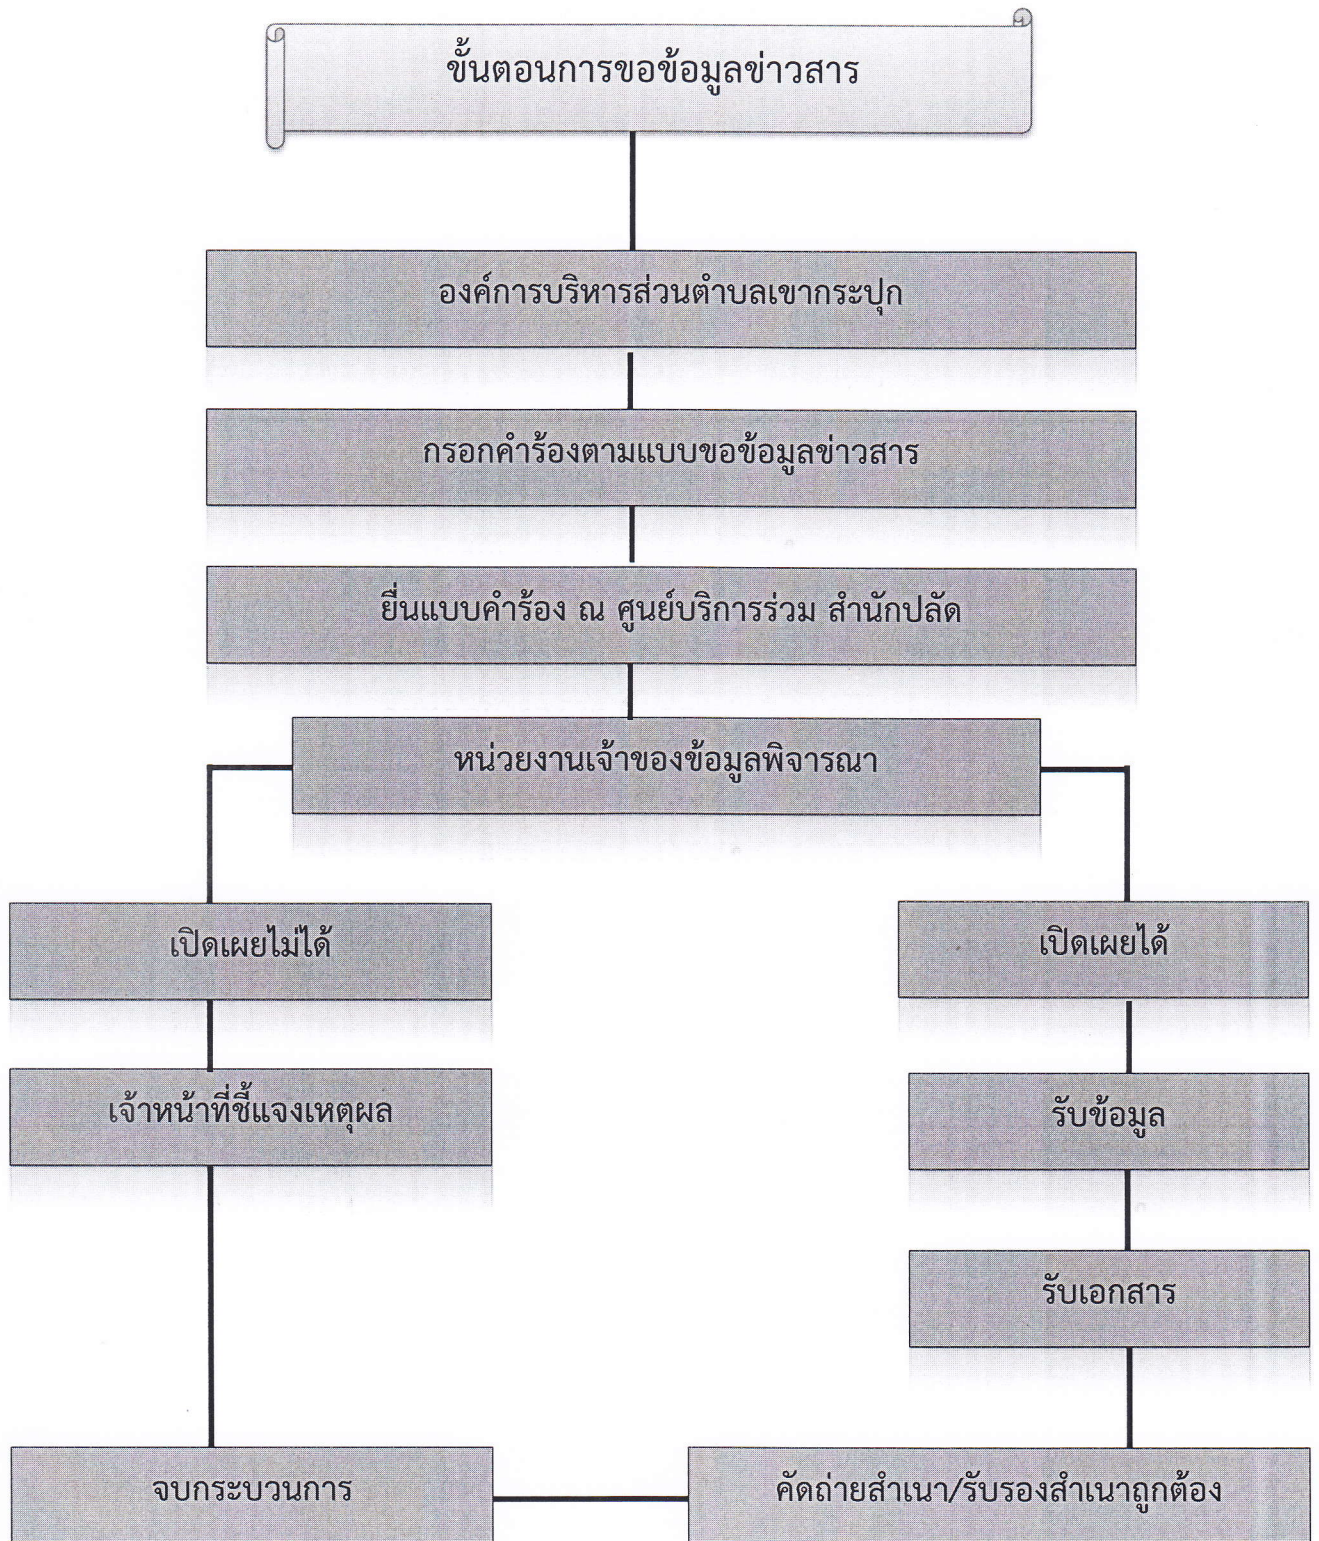 ขั้นตอนการขอข้อมูลข่าวสาร
องค์การบริหารส่วนตำบลเขากระปุก
กรอกคำร้องตามแบบขอข้อมูลข่าวสาร
ยื่นแบบคำร้อง ณ ศูนย์บริการร่วม สำนักปลัด
หน่วยงานเจ้าของข้อมูลพิจารณา
เปิดเผยไม่ได้
เปิดเผยได้
เจ้าหน้าที่ชี้แจงเหตุผล
รับข้อมูล
รับเอกสาร
จบกระบวนการ
คัดถ่ายสำเนา/รับรองสำเนาถูกต้อง